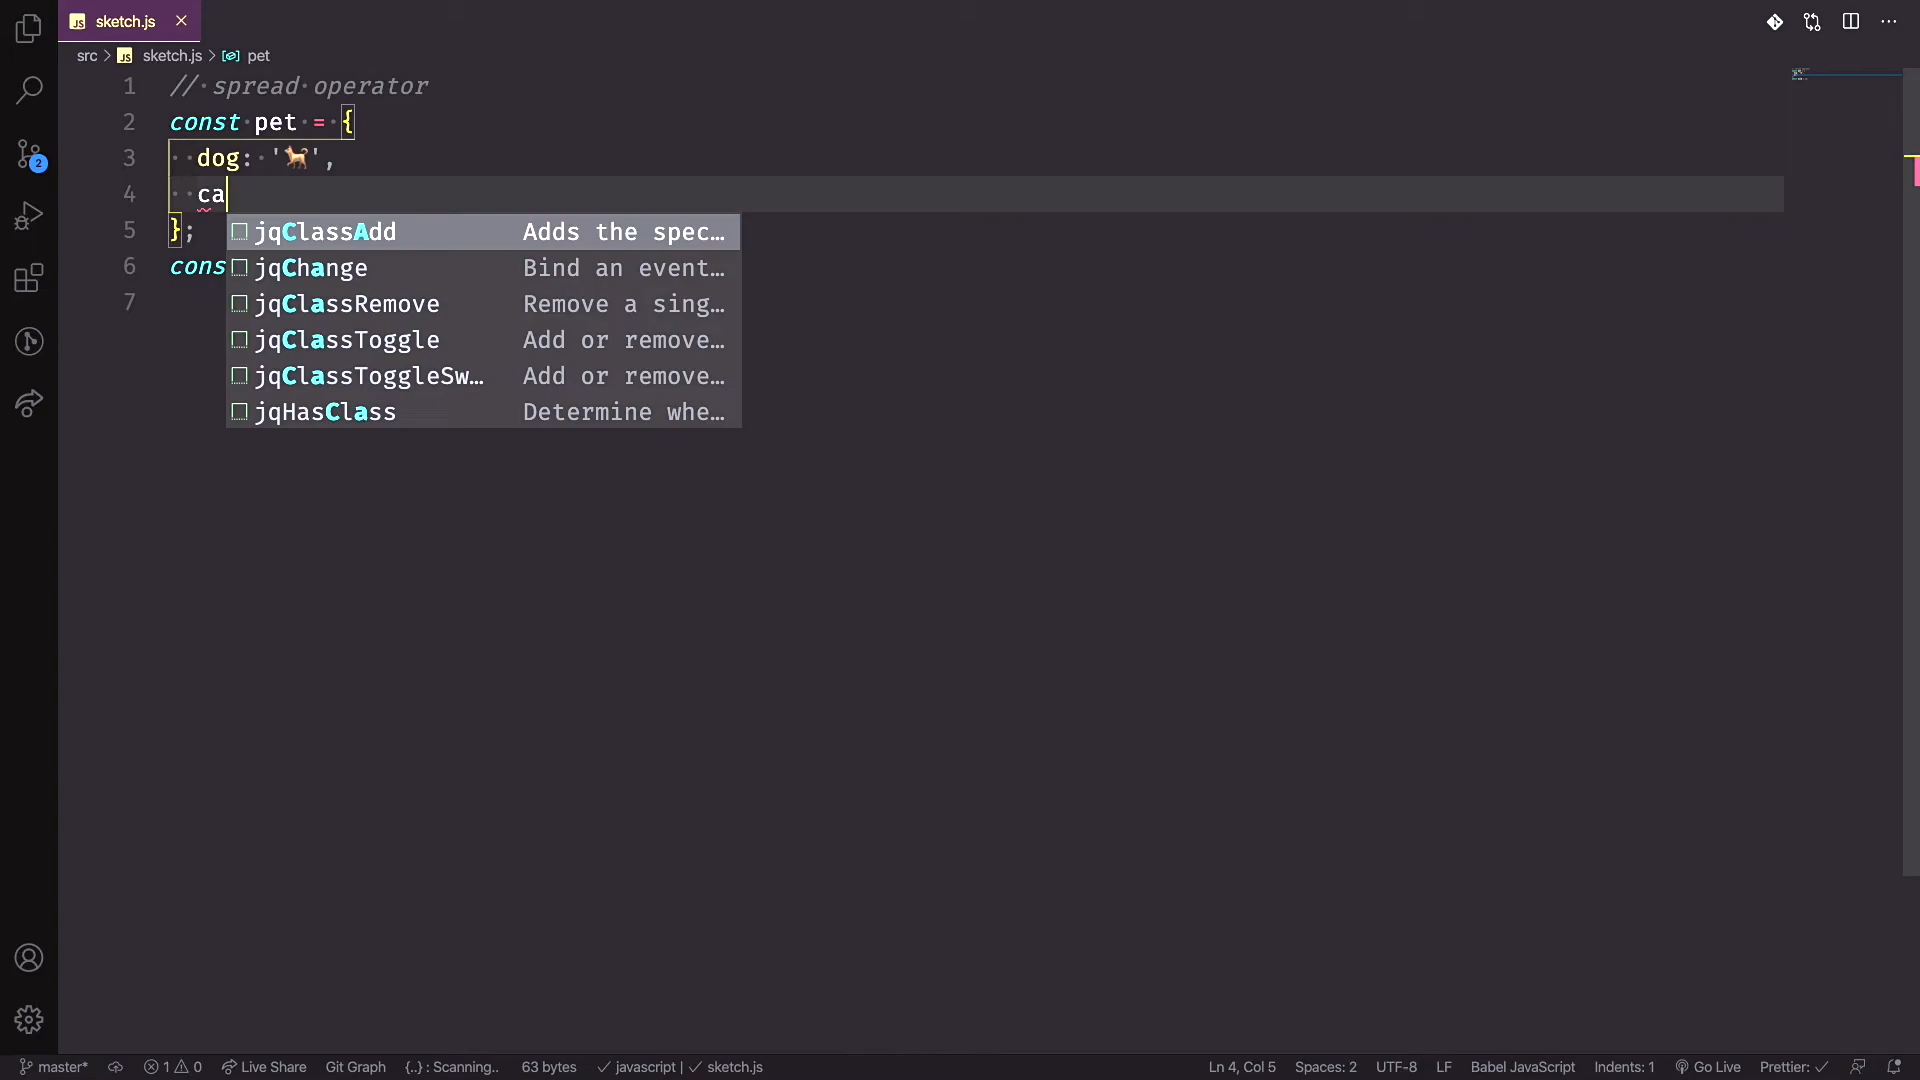 JS sketch.js
src > JS sketch.js > pet
1 // spread operator
2 const pet = {
3 dog: '🐕',
4 ca
5 };
6 cons
7
jqClassAdd Adds the spec…
jqChange Bind an event…
jqClassRemove Remove a sing…
jqClassToggle Add or remove…
jqClassToggleSw… Add or remove…
jqHasClass Determine whe…
2
master* 1 0 Live Share Git Graph {..} : Scanning.. 63 bytes ✓ javascript | ✓ sketch.js Ln 4, Col 5 Spaces: 2 UTF-8 LF Babel JavaScript Indents: 1 Go Live Prettier: ✓